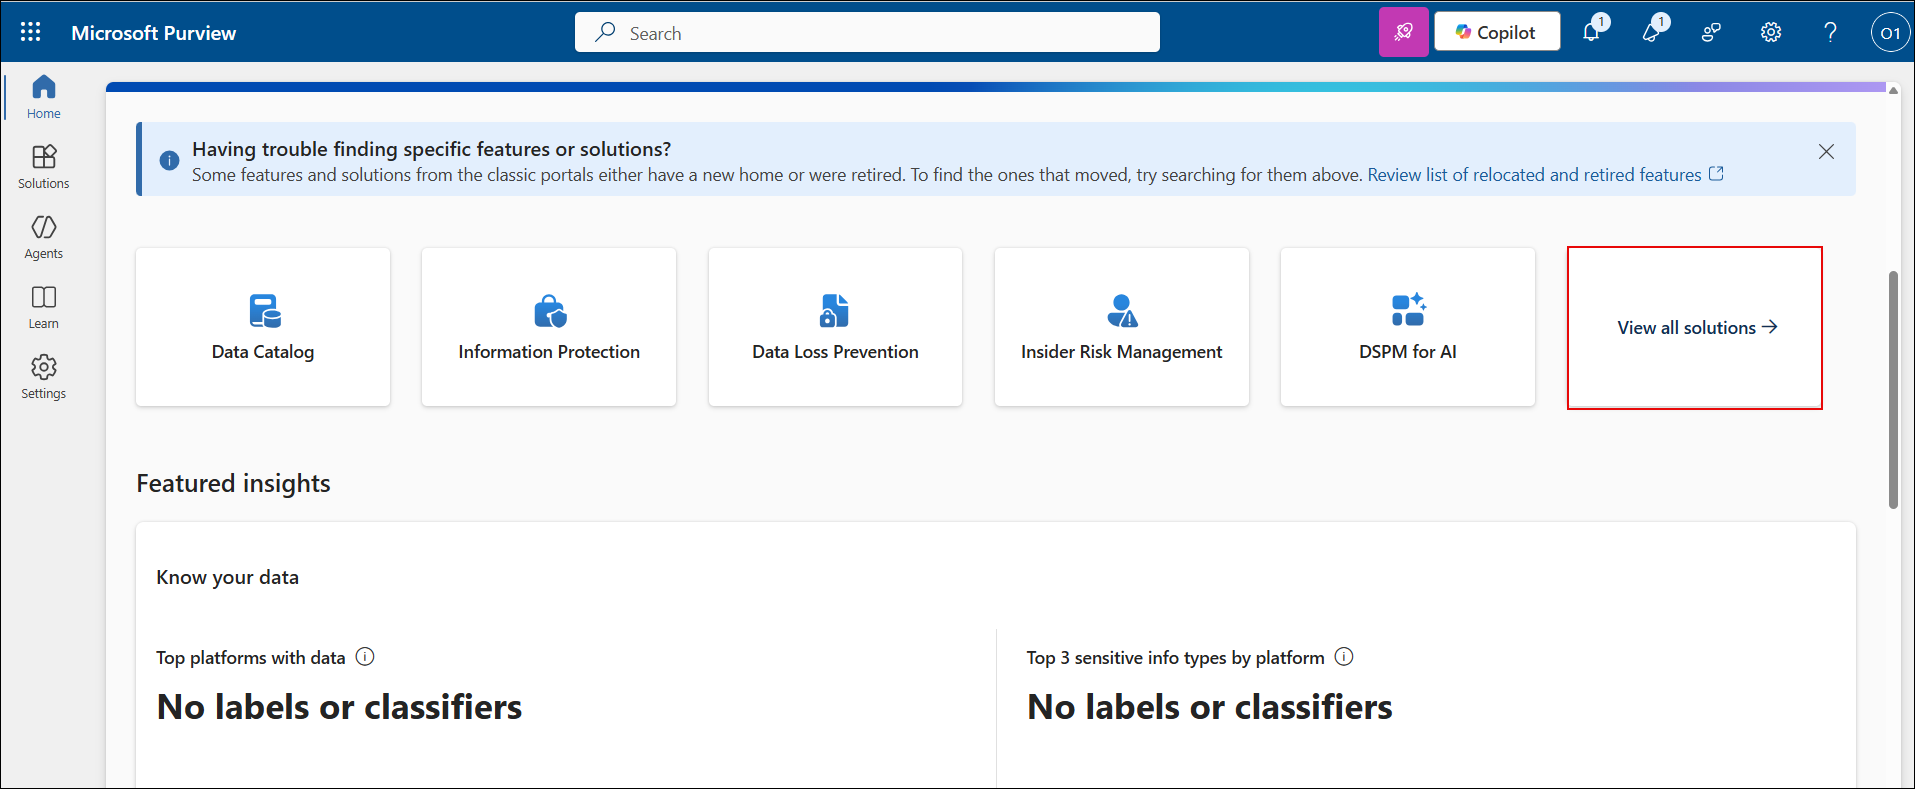 Microsoft Purview
Search
Copilot
1
1
O1
Home
Solutions
Agents
Learn
Settings
Having trouble finding specific features or solutions?
Some features and solutions from the classic portals either have a new home or were retired. To find the ones that moved, try searching for them above. Review list of relocated and retired features
Data Catalog
Information Protection
Data Loss Prevention
Insider Risk Management
DSPM for AI
View all solutions →
Featured insights
Know your data
Top platforms with data
No labels or classifiers
Top 3 sensitive info types by platform
No labels or classifiers